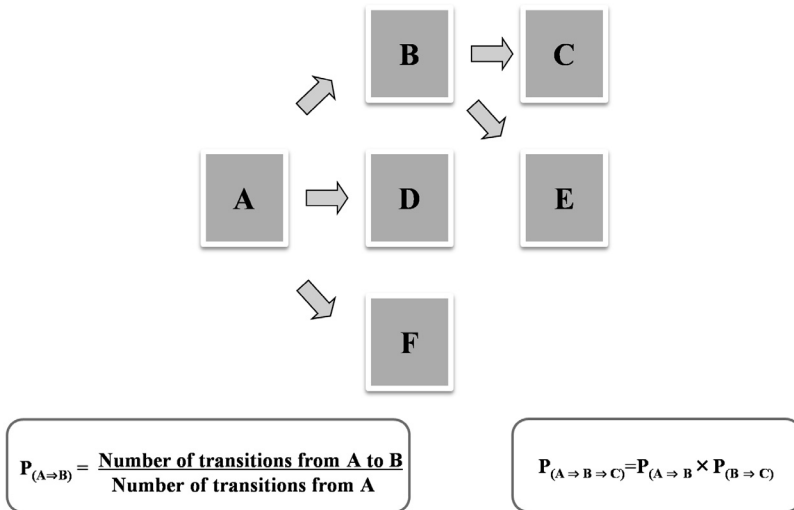 B
C
A
D
E
F
P(A⇒B) = Number of transitions from A to B
Number of transitions from A
P(A⇒B⇒C)=P(A⇒B × P(B⇒C)